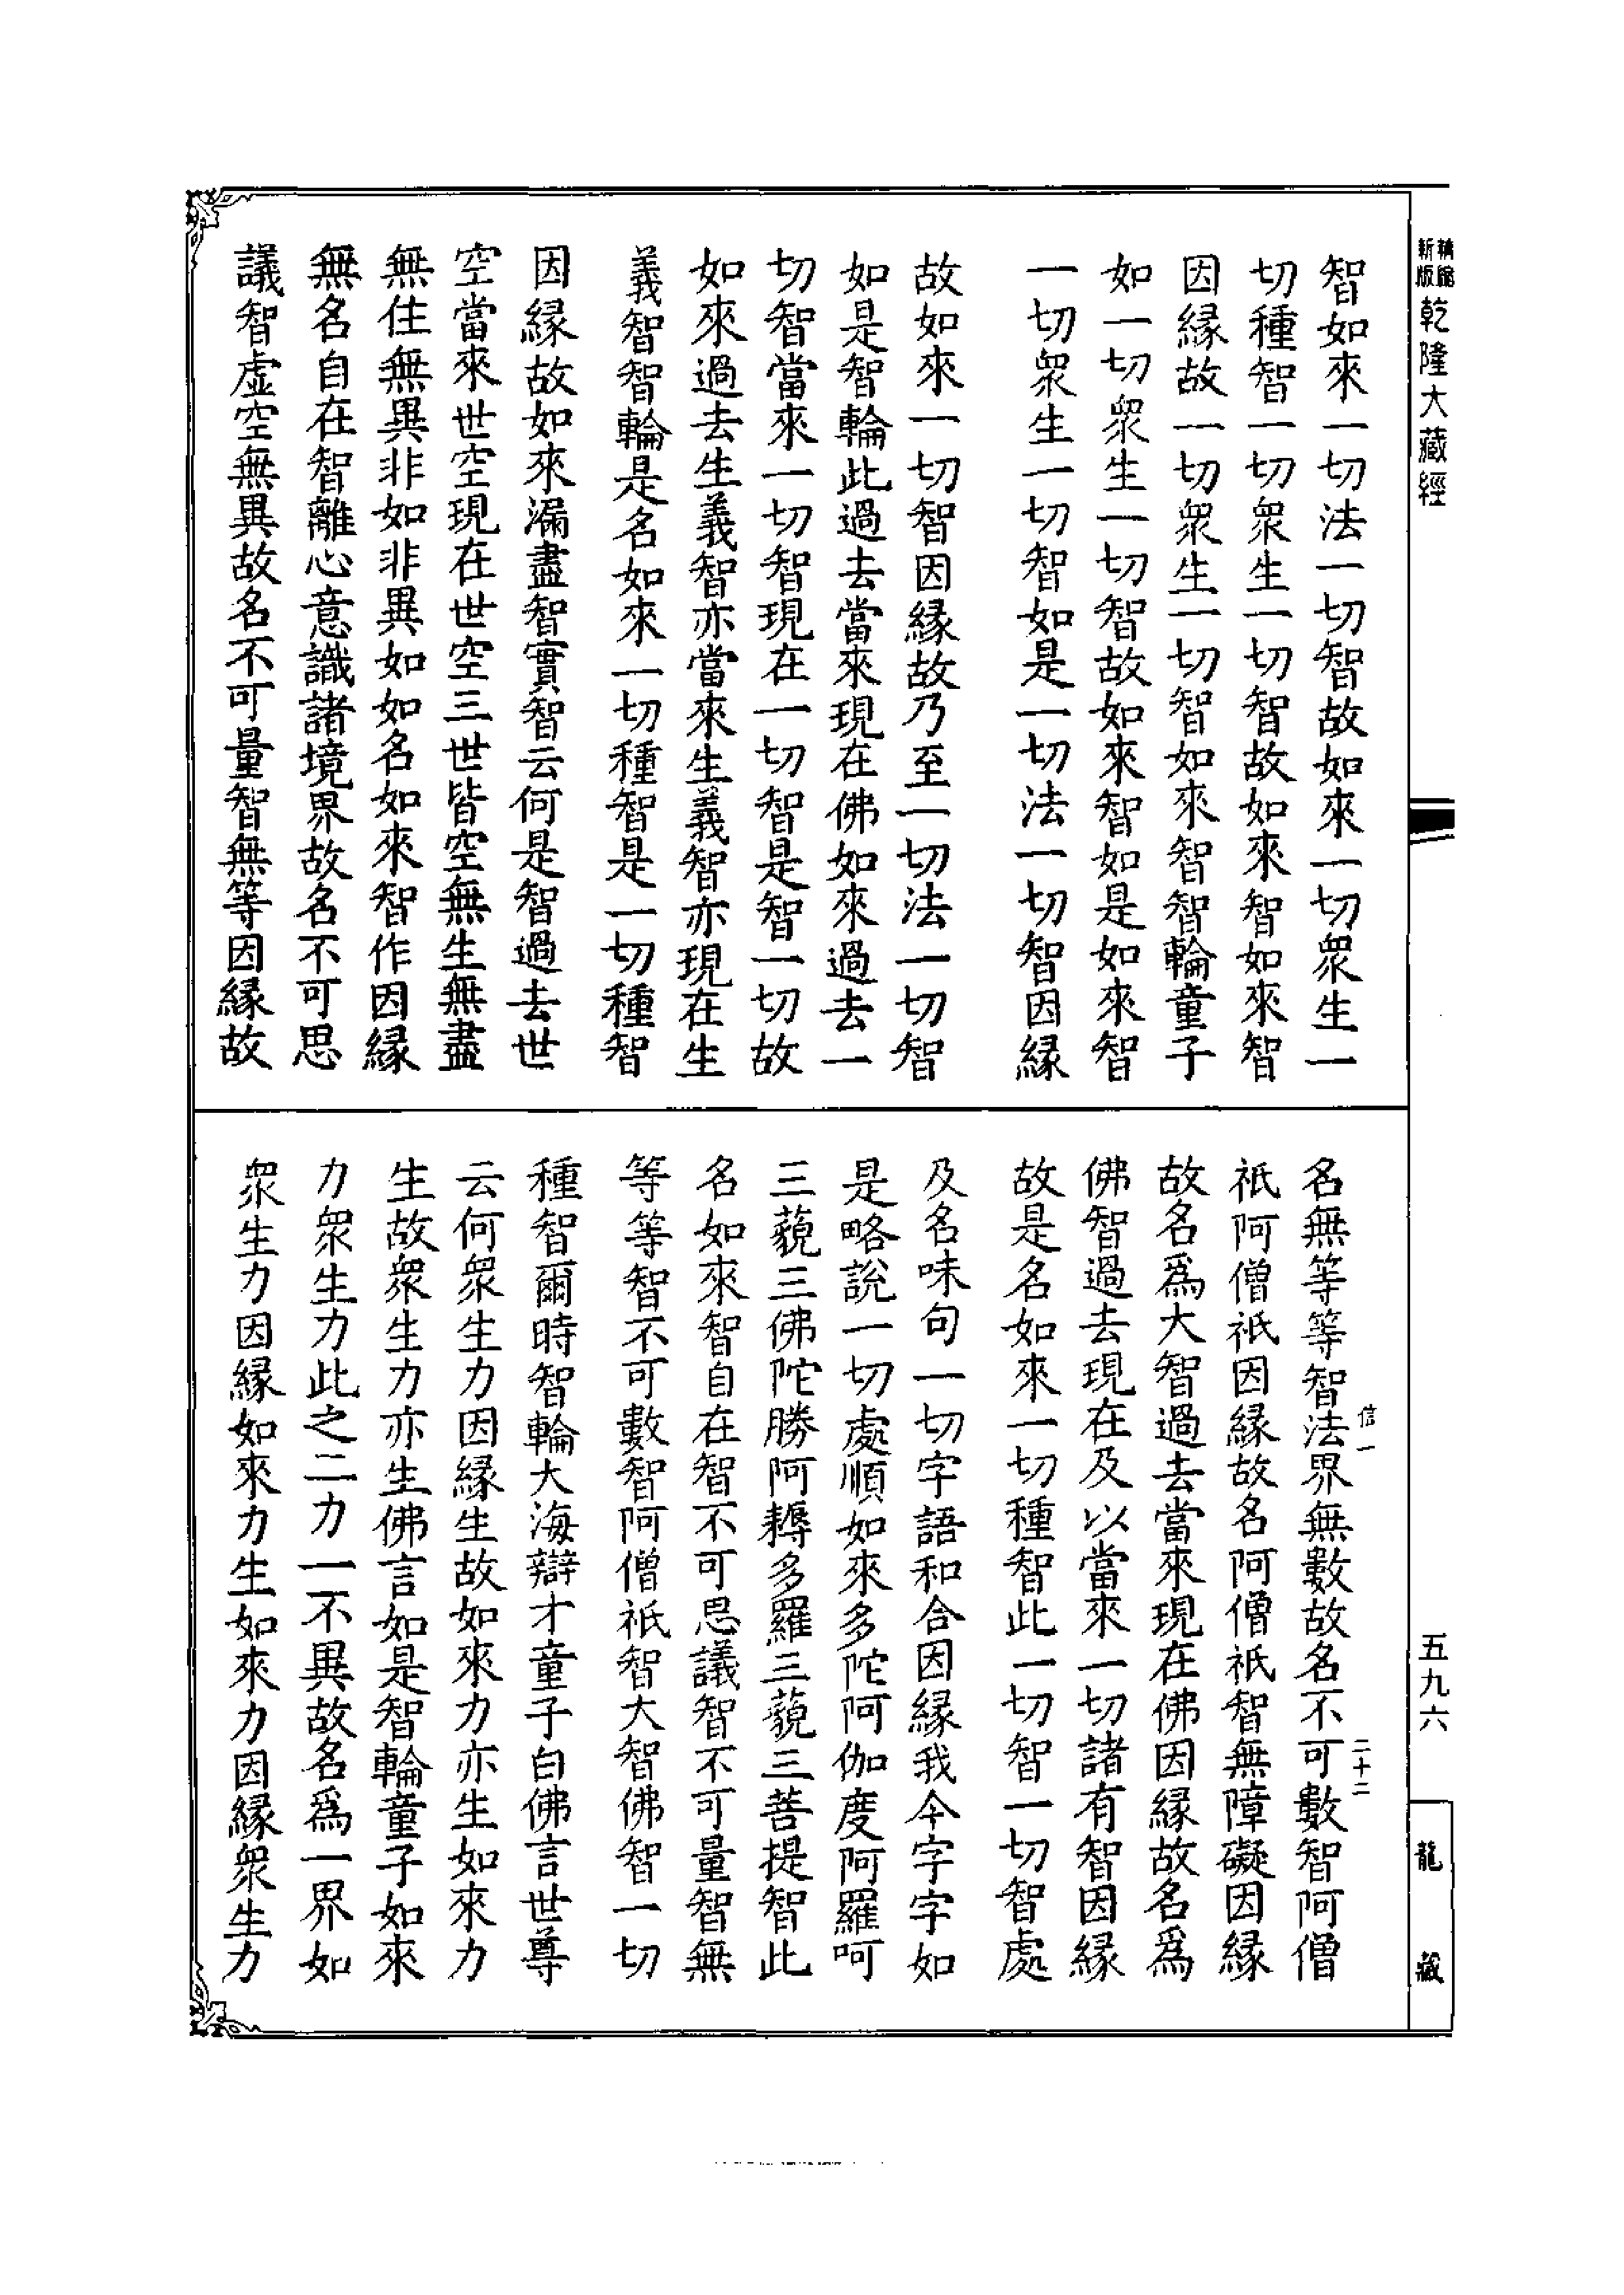 精縮
新版
乾隆大藏經
智如來一切法一切智故如來一切衆生一
切種智一切衆生一切智故如來智如來智
因緣故一切衆生一切智如來智智輪童子
如一切衆生一切智故如來智如是如來智
一切衆生一切智如是一切法一切智因緣
故如來一切智因緣故乃至一切法一切智
如是智輪此過去當來現在佛如來過去一
切智當來一切智現在一切智是智一切故
如來過去生義智亦當來生義智亦現在生
義智智輪是名如來一切種智是一切種智
因緣故如來漏盡智實智云何是智過去世
空當來世空現在世空三世皆空無生無盡
無住無異非如非異如如名如來智作因緣
無名自在智離心意識諸境界故名不可思
議智虛空無異故名不可量智無等因緣故
名無等等智法界無數故名不可數智阿僧
祇阿僧祇因緣故名阿僧祇智無障礙因緣
故名爲大智過去當來現在佛因緣故名爲
佛智過去現在及以當來一切諸有智因緣
故是名如來一切種智此一切智一切智處
及名味句一切字語和合因緣我今字字如
是略說一切處順如來多陀阿伽度阿羅呵
三藐三佛陀勝阿耨多羅三藐三菩提智此
名如來智自在智不可思議智不可量智無
等等智不可數智阿僧祇智大智佛智一切
種智爾時智輪大海辯才童子白佛言世尊
云何衆生力因緣生故如來力亦生如來力
生故衆生力亦生佛言如是智輪童子如來
力衆生力此之二力一不異故名爲一界如
衆生力因緣如來力生如來力因緣衆生力
信一
二十二
五九六
龍藏